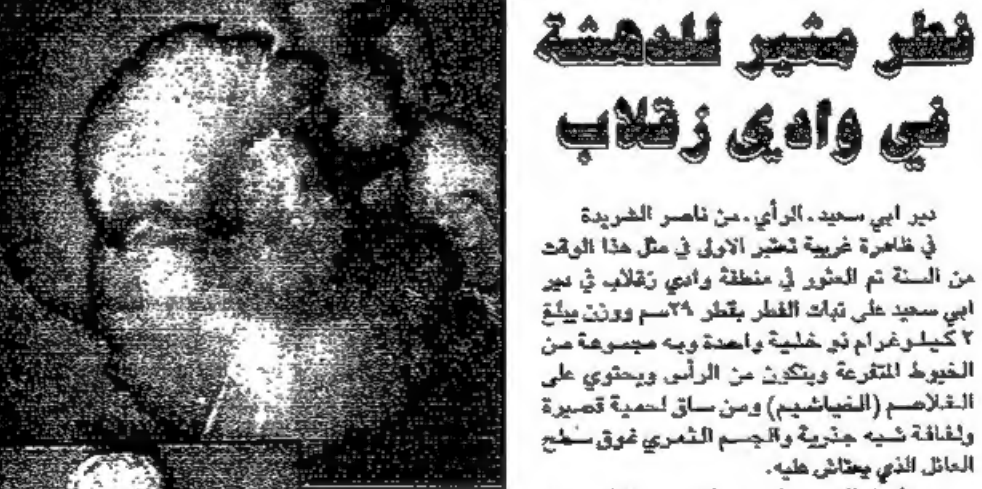 فطر مثير للدهشة
في وادي زقلاب
دير ابي سعيد ـ الرأي ـ من ناصر الشريدة
في ظاهرة غريبة تعتبر الاولى في مثل هذا الوقت
من السنة تم العثور في منطقة وادي زقلاب في دير
ابي سعيد على نبات الفطر بقطر ٢٩سم ووزن يبلغ
٢ كيلوغرام ذو خلية واحدة وبه مجموعة من
الخيوط المتفرعة ويتكون من الرأس ويحتوي على
الغلاصم (الخياشيم) ومن ساق لحمية قصيرة
ولفافة شبه جذرية والجسم الثمري فوق سطح
العائل الذي يعتاش عليه.